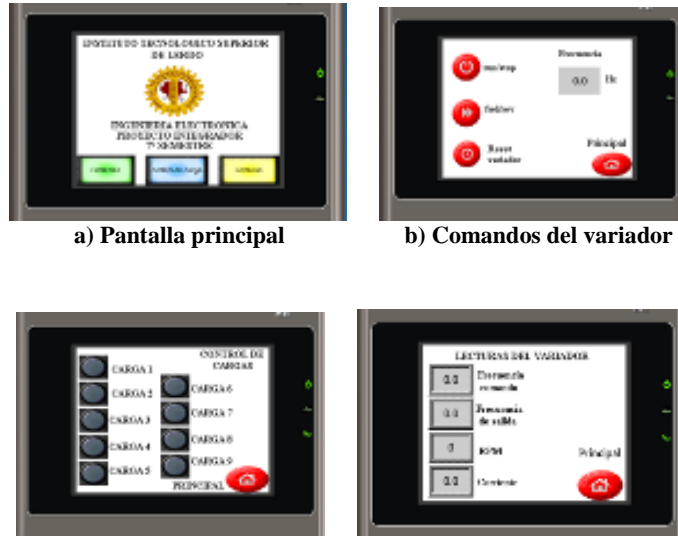 INSTITUTO TECNOLOGICO SUPERIOR
DE LERDO
INGENIERIA ELECTRONICA
PROYECTO INTEGRADOR
7º SEMESTRE
a) Pantalla principal
run/stop
Frecuencia
0.0 Hz
Reset
variador
Principal
b) Comandos del variador
CONTROL DE
CARGAS
CARGA 1
CARGA 2
CARGA 3
CARGA 4
CARGA 5
CARGA 6
CARGA 7
CARGA 8
CARGA 9
PRINCIPAL
LECTURAS DEL VARIADOR
0.0 Frecuencia
comando
0.0 Frecuencia
de salida
0 RPM
0.0 Corriente
Principal